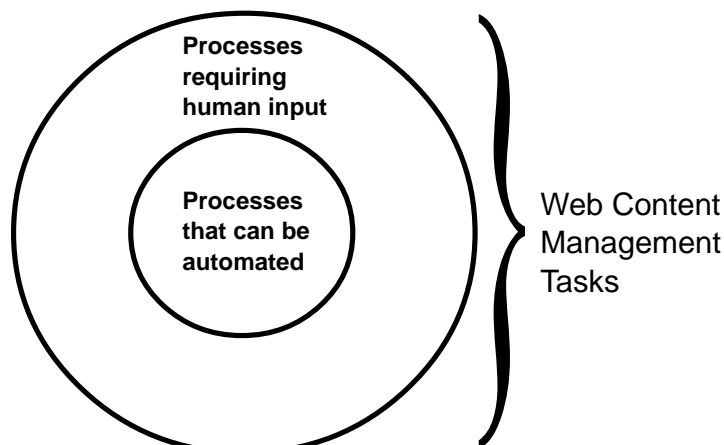 Processes
requiring
human input
Processes
that can be
automated
Web Content
Management
Tasks